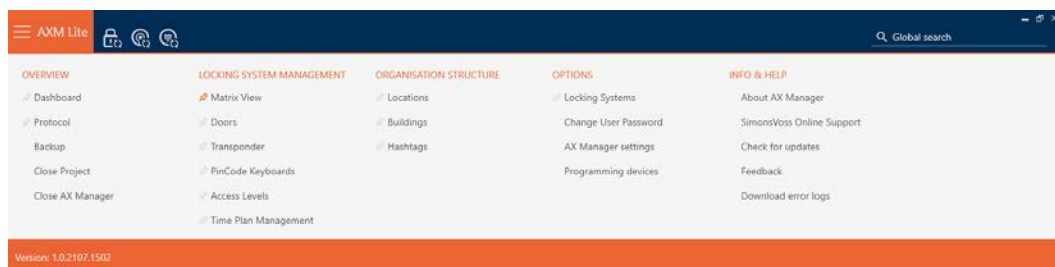 AXM Lite
Global search
OVERVIEW
Dashboard
Protocol
Backup
Close Project
Close AX Manager
LOCKING SYSTEM MANAGEMENT
Matrix View
Doors
Transponder
PinCode Keyboards
Access Levels
Time Plan Management
ORGANISATION STRUCTURE
Locations
Buildings
Hashtags
OPTIONS
Locking Systems
Change User Password
AX Manager settings
Programming devices
INFO & HELP
About AX Manager
SimonsVoss Online Support
Check for updates
Feedback
Download error logs
Version: 1.0.2107.1502